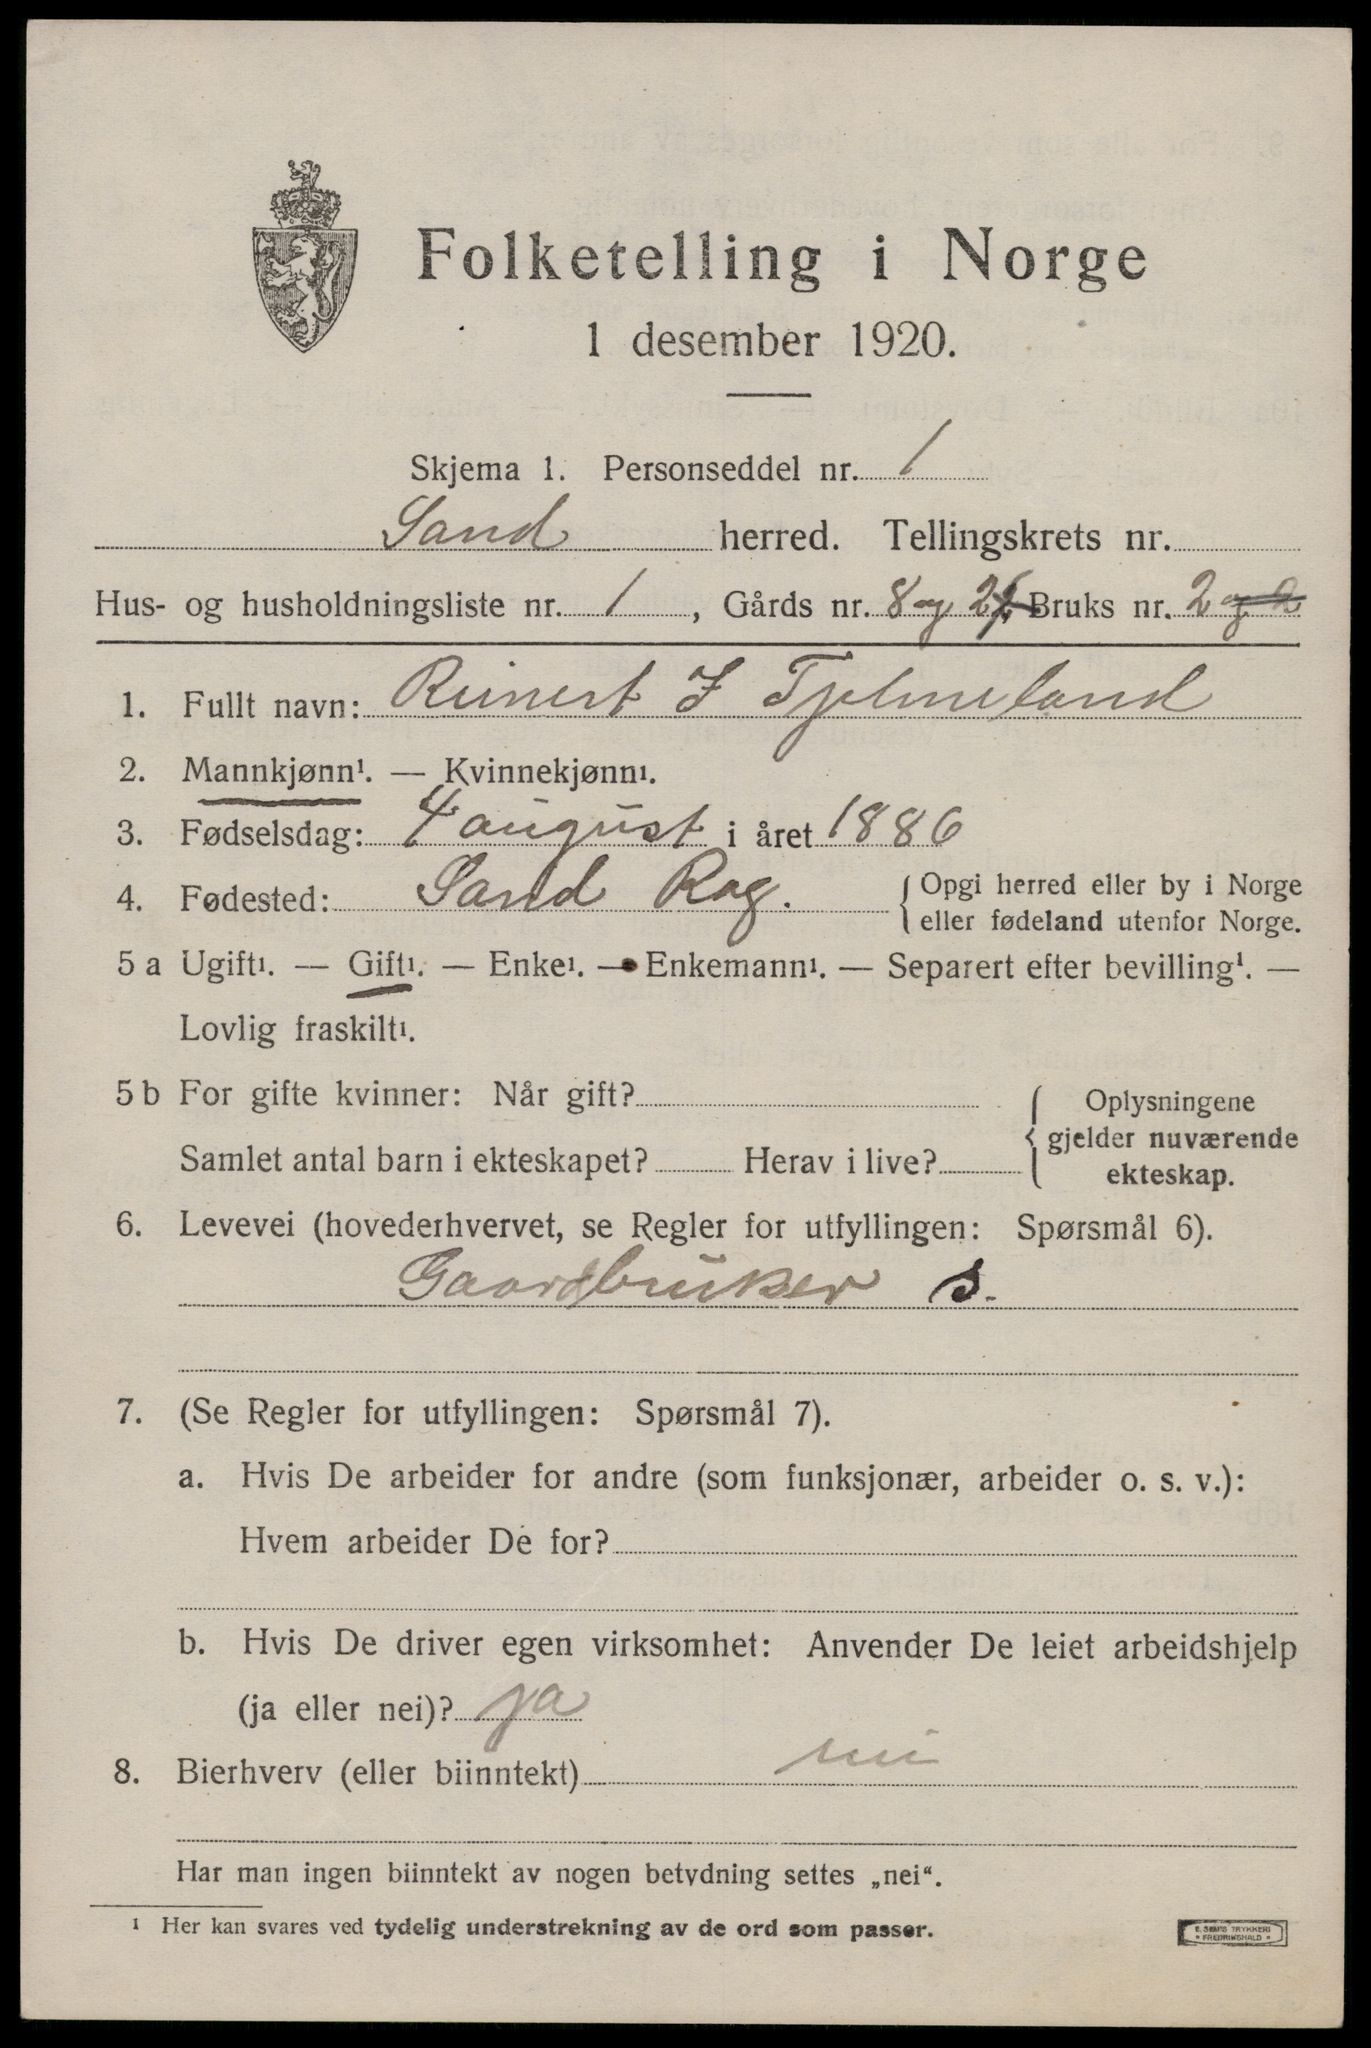 Folketelling i Norge
1 desember 1920.
Skjema 1. Personseddel nr. 1
Sand herred. Tellingskrets nr.
Hus- og husholdningsliste nr. 1, Gårds nr. 8 og 2 Bruks nr. 2 og 2
1. Fullt navn: Reinert J Tjelmeland
2. Mannkjønn¹. — Kvinnekjønn¹.
3. Fødselsdag: 4 august i året 1886
4. Fødested: Sand Rog. { Opgi herred eller by i Norge
eller fødeland utenfor Norge.
5 a Ugift¹. — Gift¹. — Enke¹. — Enkemann¹. — Separert efter bevilling¹. —
Lovlig fraskilt¹.
5 b For gifte kvinner: Når gift?
Samlet antal barn i ekteskapet? Herav i live?
{ Oplysningene
gjelder nuværende
ekteskap.
6. Levevei (hovederhvervet, se Regler for utfyllingen: Spørsmål 6).
Gaardbruker s.
7. (Se Regler for utfyllingen: Spørsmål 7).
a. Hvis De arbeider for andre (som funksjonær, arbeider o. s. v.):
Hvem arbeider De for?
b. Hvis De driver egen virksomhet: Anvender De leiet arbeidshjelp
(ja eller nei)? ja
8. Bierhverv (eller biinntekt) nei
Har man ingen biinntekt av nogen betydning settes „nei“.
¹ Her kan svares ved tydelig understrekning av de ord som passer.
E. SEM'S TRYKKERI
* FREDRIKSHALD *